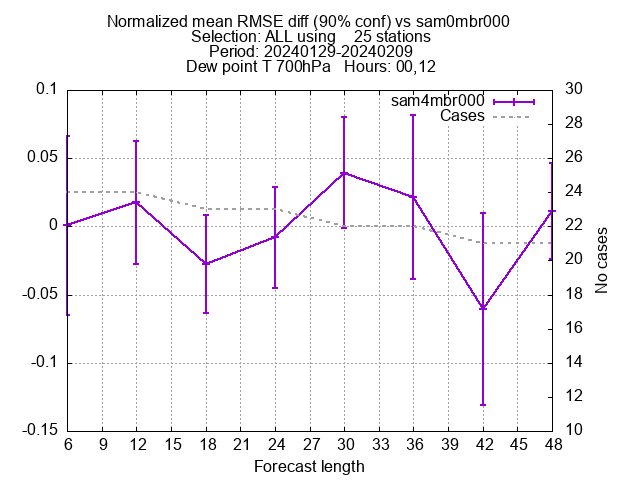 Normalized mean RMSE diff (90% conf) vs sam0mbr000
Selection: ALL using    25 stations
Period: 20240129-20240209
Dew point T 700hPa   Hours: 00,12
sam4mbr000
Cases
0.1
0.05
0
-0.05
-0.1
-0.15
30
28
26
24
22
20
18
16
14
12
10
No cases
6 9 12 15 18 21 24 27 30 33 36 39 42 45 48
Forecast length